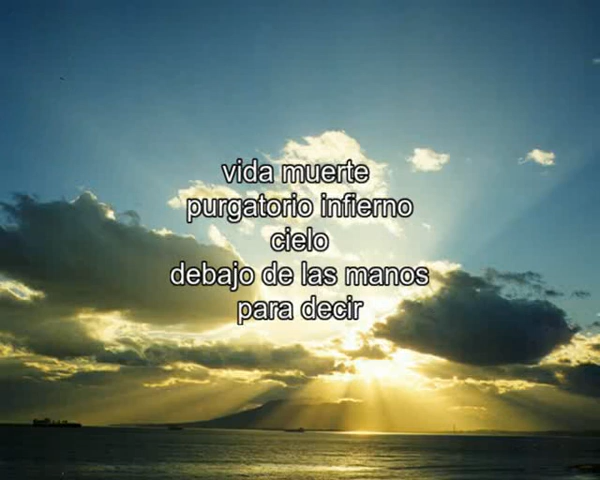 vida muerte
purgatorio infierno
cielo
debajo de las manos
para decir